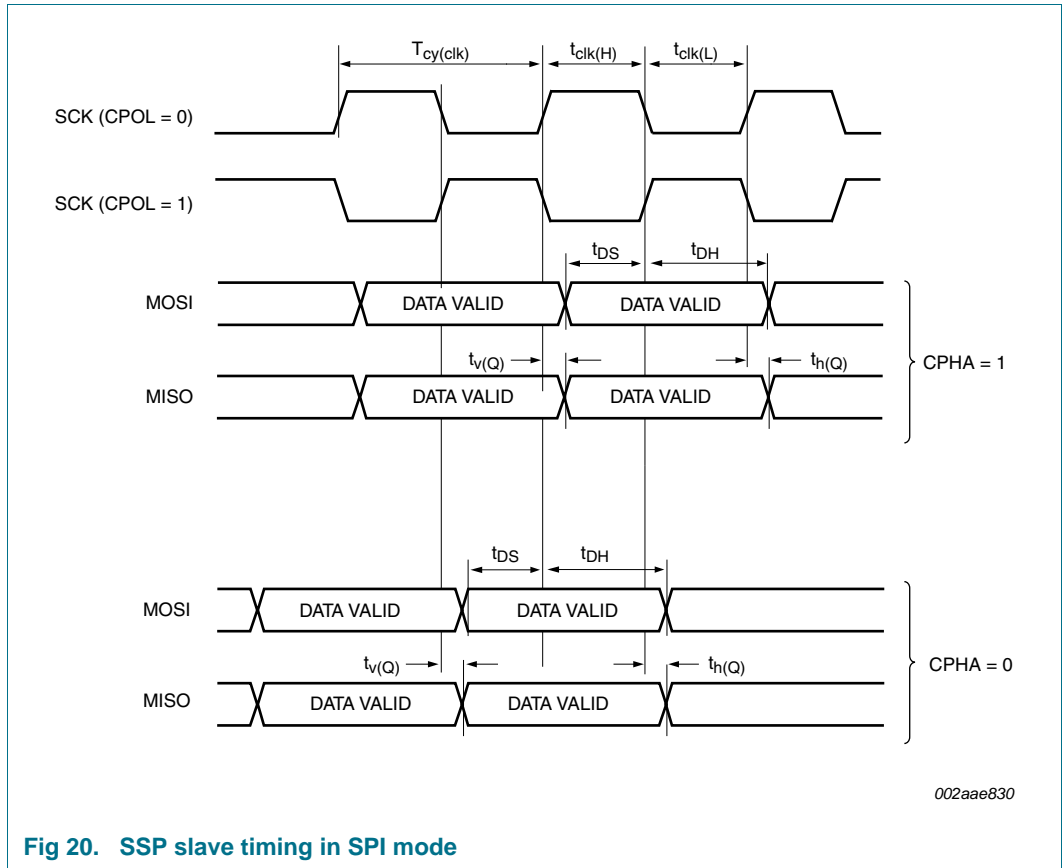 Tcy(clk) tclk(H) tclk(L)
SCK (CPOL = 0)
SCK (CPOL = 1)
tDS tDH
MOSI DATA VALID DATA VALID
tv(Q) th(Q)
CPHA = 1
MISO DATA VALID DATA VALID
tDS tDH
MOSI DATA VALID DATA VALID
tv(Q) th(Q)
CPHA = 0
MISO DATA VALID DATA VALID
002aae830
Fig 20. SSP slave timing in SPI mode